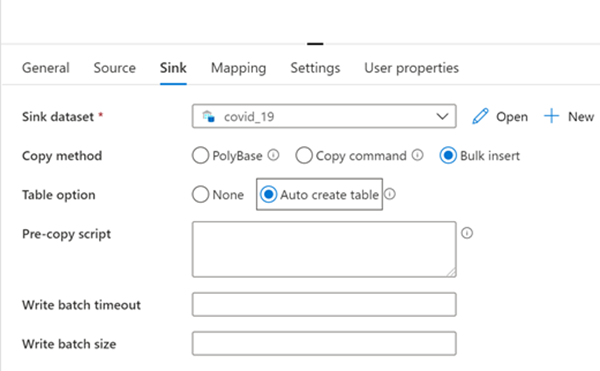 General Source Sink Mapping Settings User properties
Sink dataset * covid_19 Open New
Copy method PolyBase Copy command Bulk insert
Table option None Auto create table
Pre-copy script
Write batch timeout
Write batch size